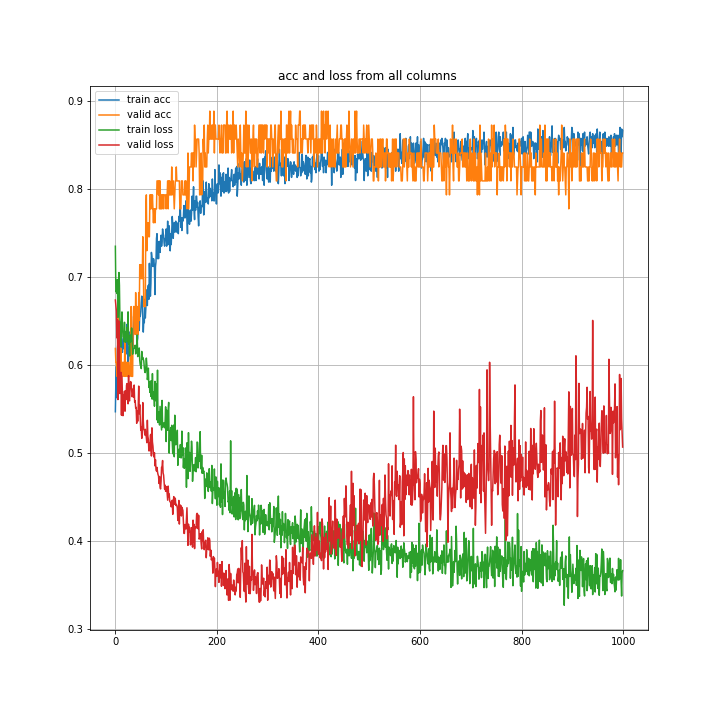 acc and loss from all columns
train acc
valid acc
train loss
valid loss
0.9
0.8
0.7
0.6
0.5
0.4
0.3
0 200 400 600 800 1000